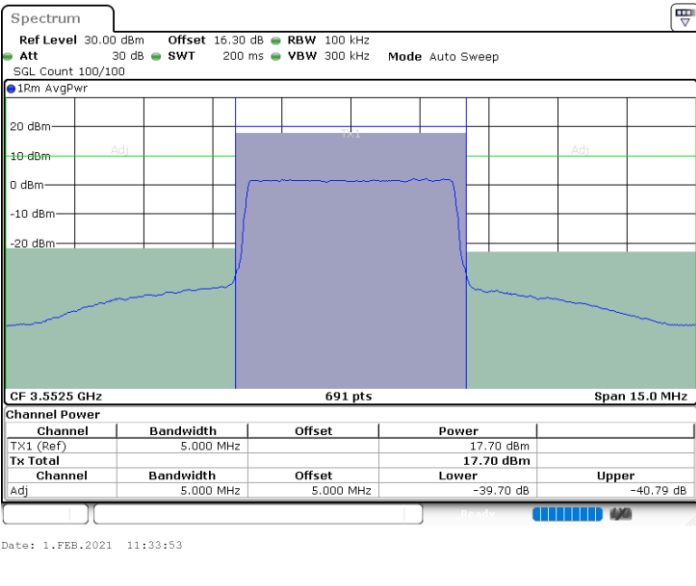 Spectrum
Ref Level 30.00 dBm Offset 16.30 dB RBW 100 kHz
Att 30 dB SWT 200 ms VBW 300 kHz Mode Auto Sweep
SGL Count 100/100
1Rm AvgPwr
20 dBm
TX1
10 dBm Adj Adj
0 dBm
-10 dBm
-20 dBm
CF 3.5525 GHz 691 pts Span 15.0 MHz
Channel Power
Channel Bandwidth Offset Power
TX1 (Ref) 5.000 MHz 17.70 dBm
Tx Total 17.70 dBm
Channel Bandwidth Offset Lower Upper
Adj 5.000 MHz 5.000 MHz -39.70 dB -40.79 dB
Ready
Date: 1.FEB.2021 11:33:53